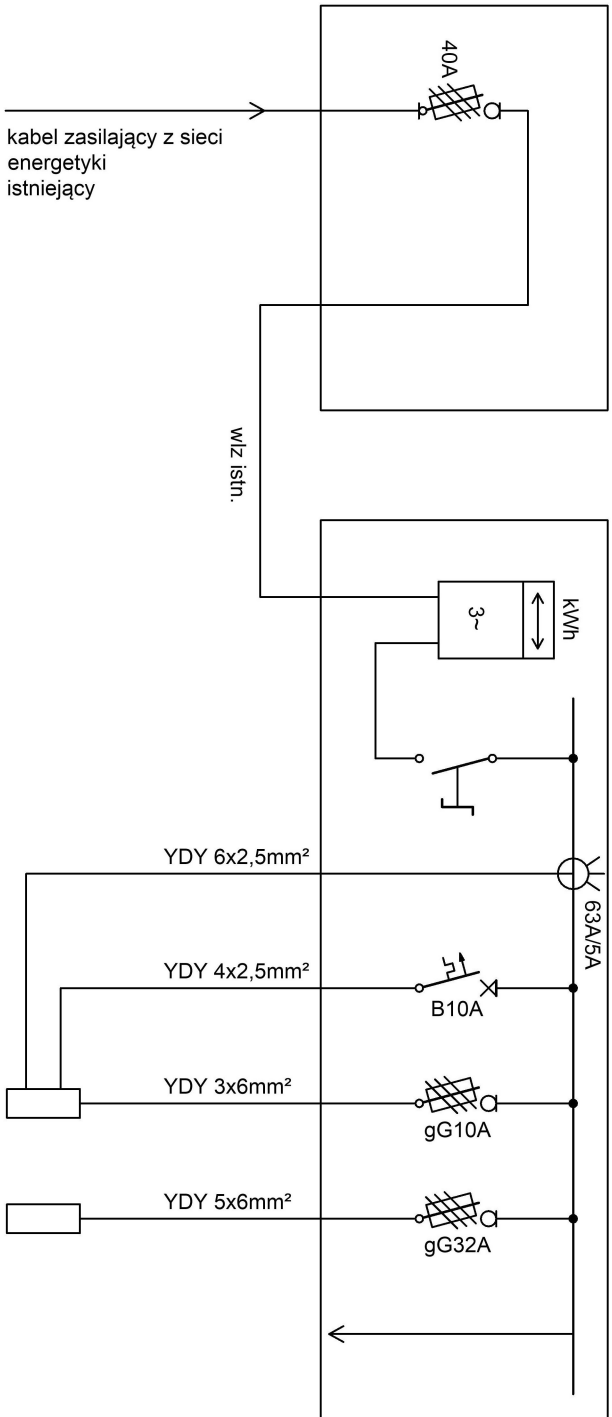 40A
kabel zasilający z sieci
energetyki
istniejący
wlz istn.
kWh
3~
YDY 6x2,5mm²
63A/5A
YDY 4x2,5mm²
B10A
YDY 3x6mm²
gG10A
YDY 5x6mm²
gG32A